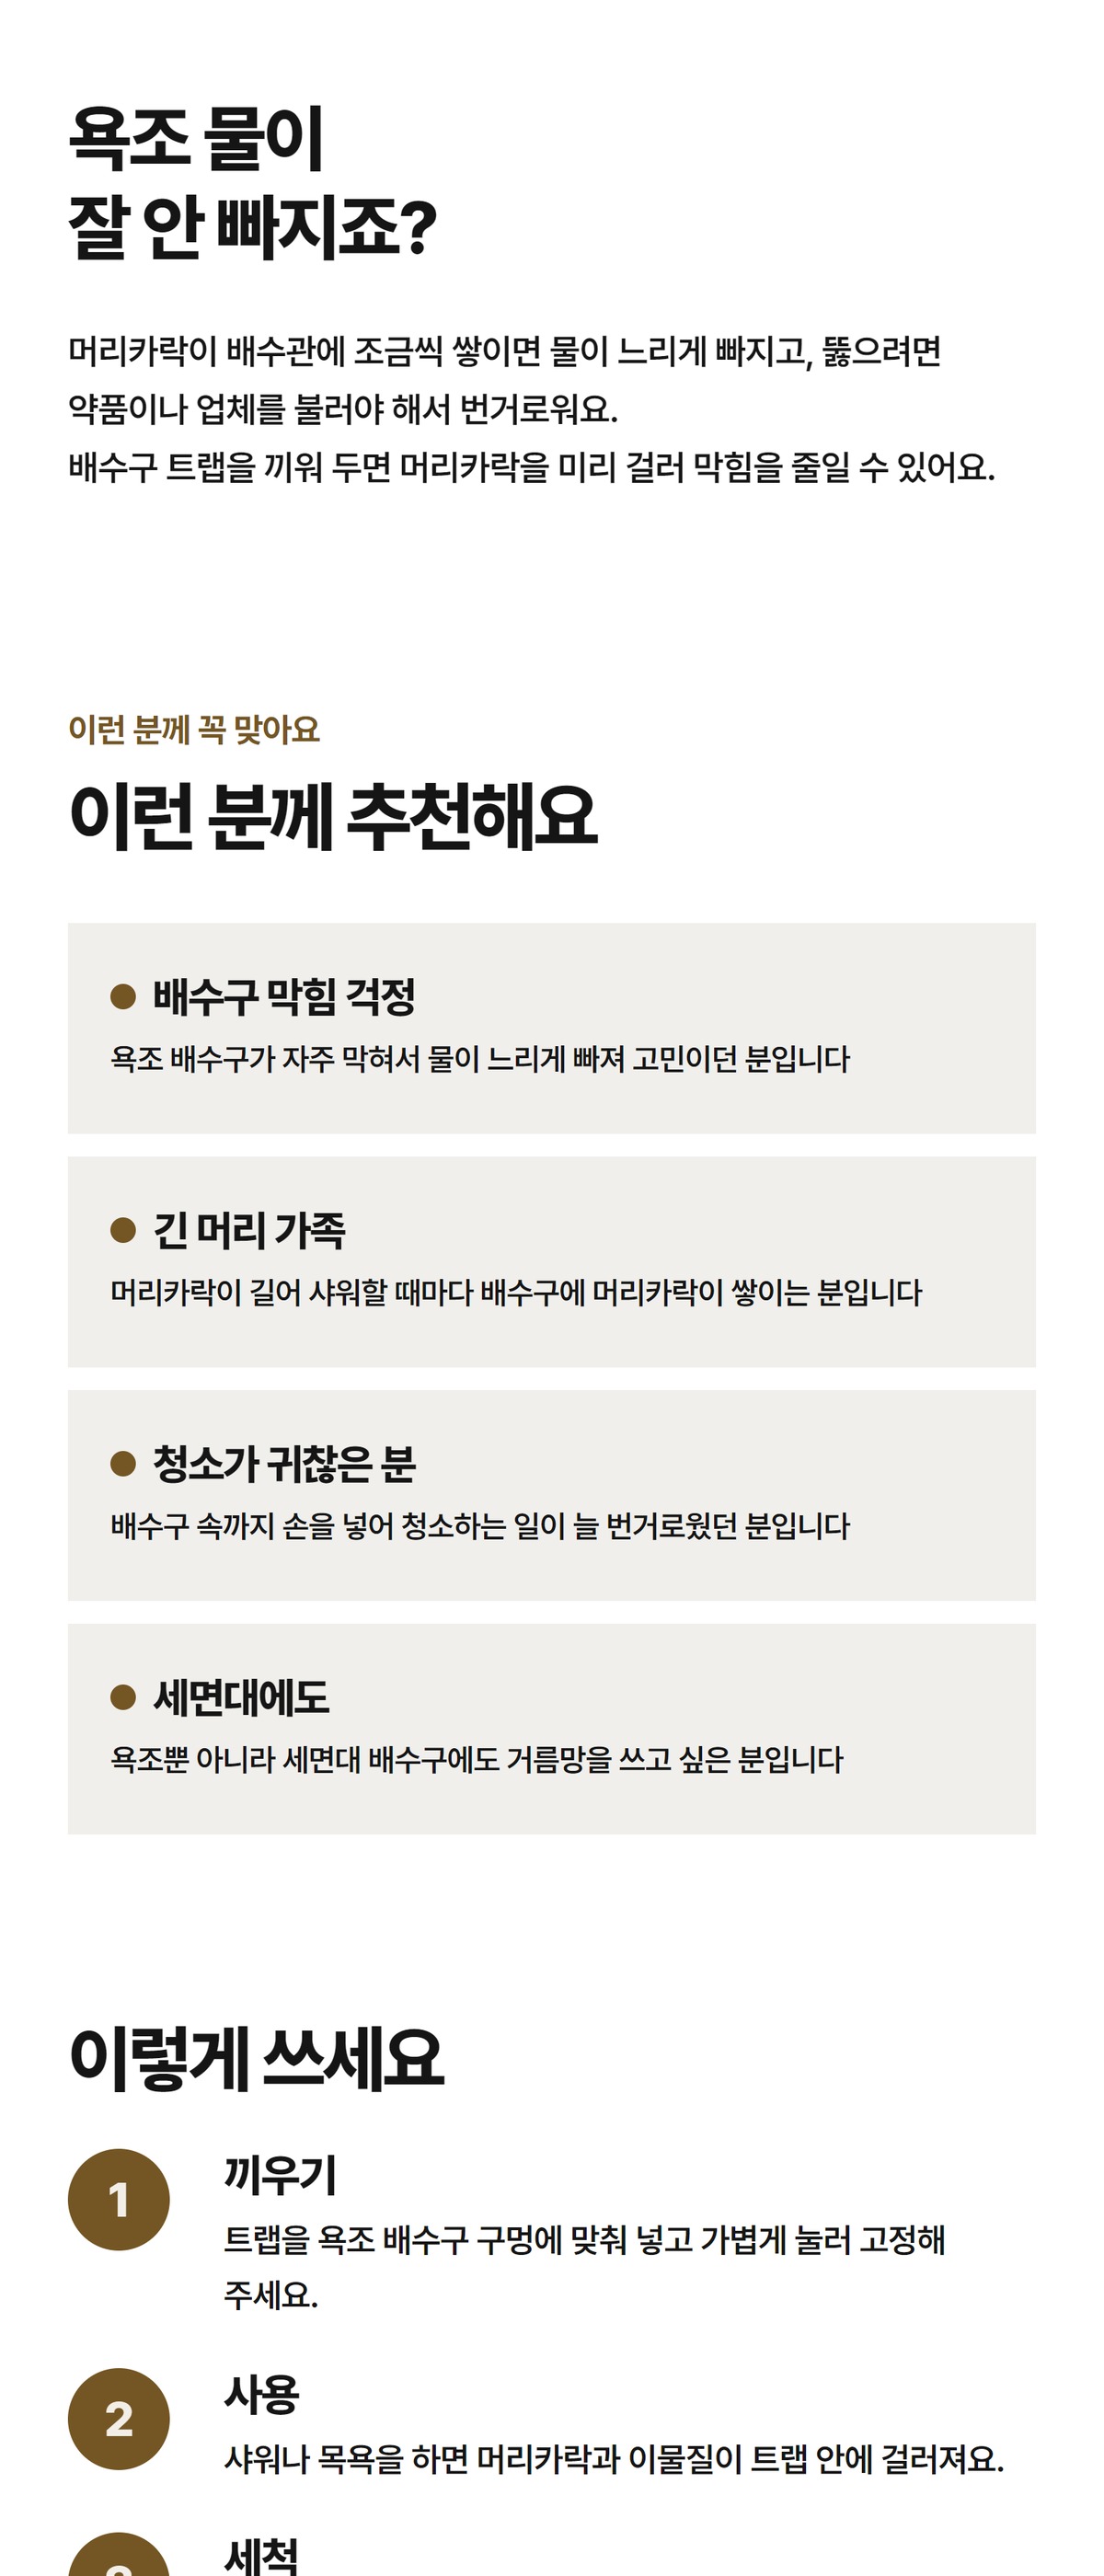 욕조 물이
잘 안 빠지죠?
머리카락이 배수관에 조금씩 쌓이면 물이 느리게 빠지고, 뚫으려면
약품이나 업체를 불러야 해서 번거로워요.
배수구 트랩을 끼워 두면 머리카락을 미리 걸러 막힘을 줄일 수 있어요.
이런 분께 꼭 맞아요
이런 분께 추천해요
배수구 막힘 걱정
욕조 배수구가 자주 막혀서 물이 느리게 빠져 고민이던 분입니다
긴 머리 가족
머리카락이 길어 샤워할 때마다 배수구에 머리카락이 쌓이는 분입니다
청소가 귀찮은 분
배수구 속까지 손을 넣어 청소하는 일이 늘 번거로웠던 분입니다
세면대에도
욕조뿐 아니라 세면대 배수구에도 거름망을 쓰고 싶은 분입니다
이렇게 쓰세요
1
끼우기
트랩을 욕조 배수구 구멍에 맞춰 넣고 가볍게 눌러 고정해
주세요.
2
사용
샤워나 목욕을 하면 머리카락과 이물질이 트랩 안에 걸러져요.
세척